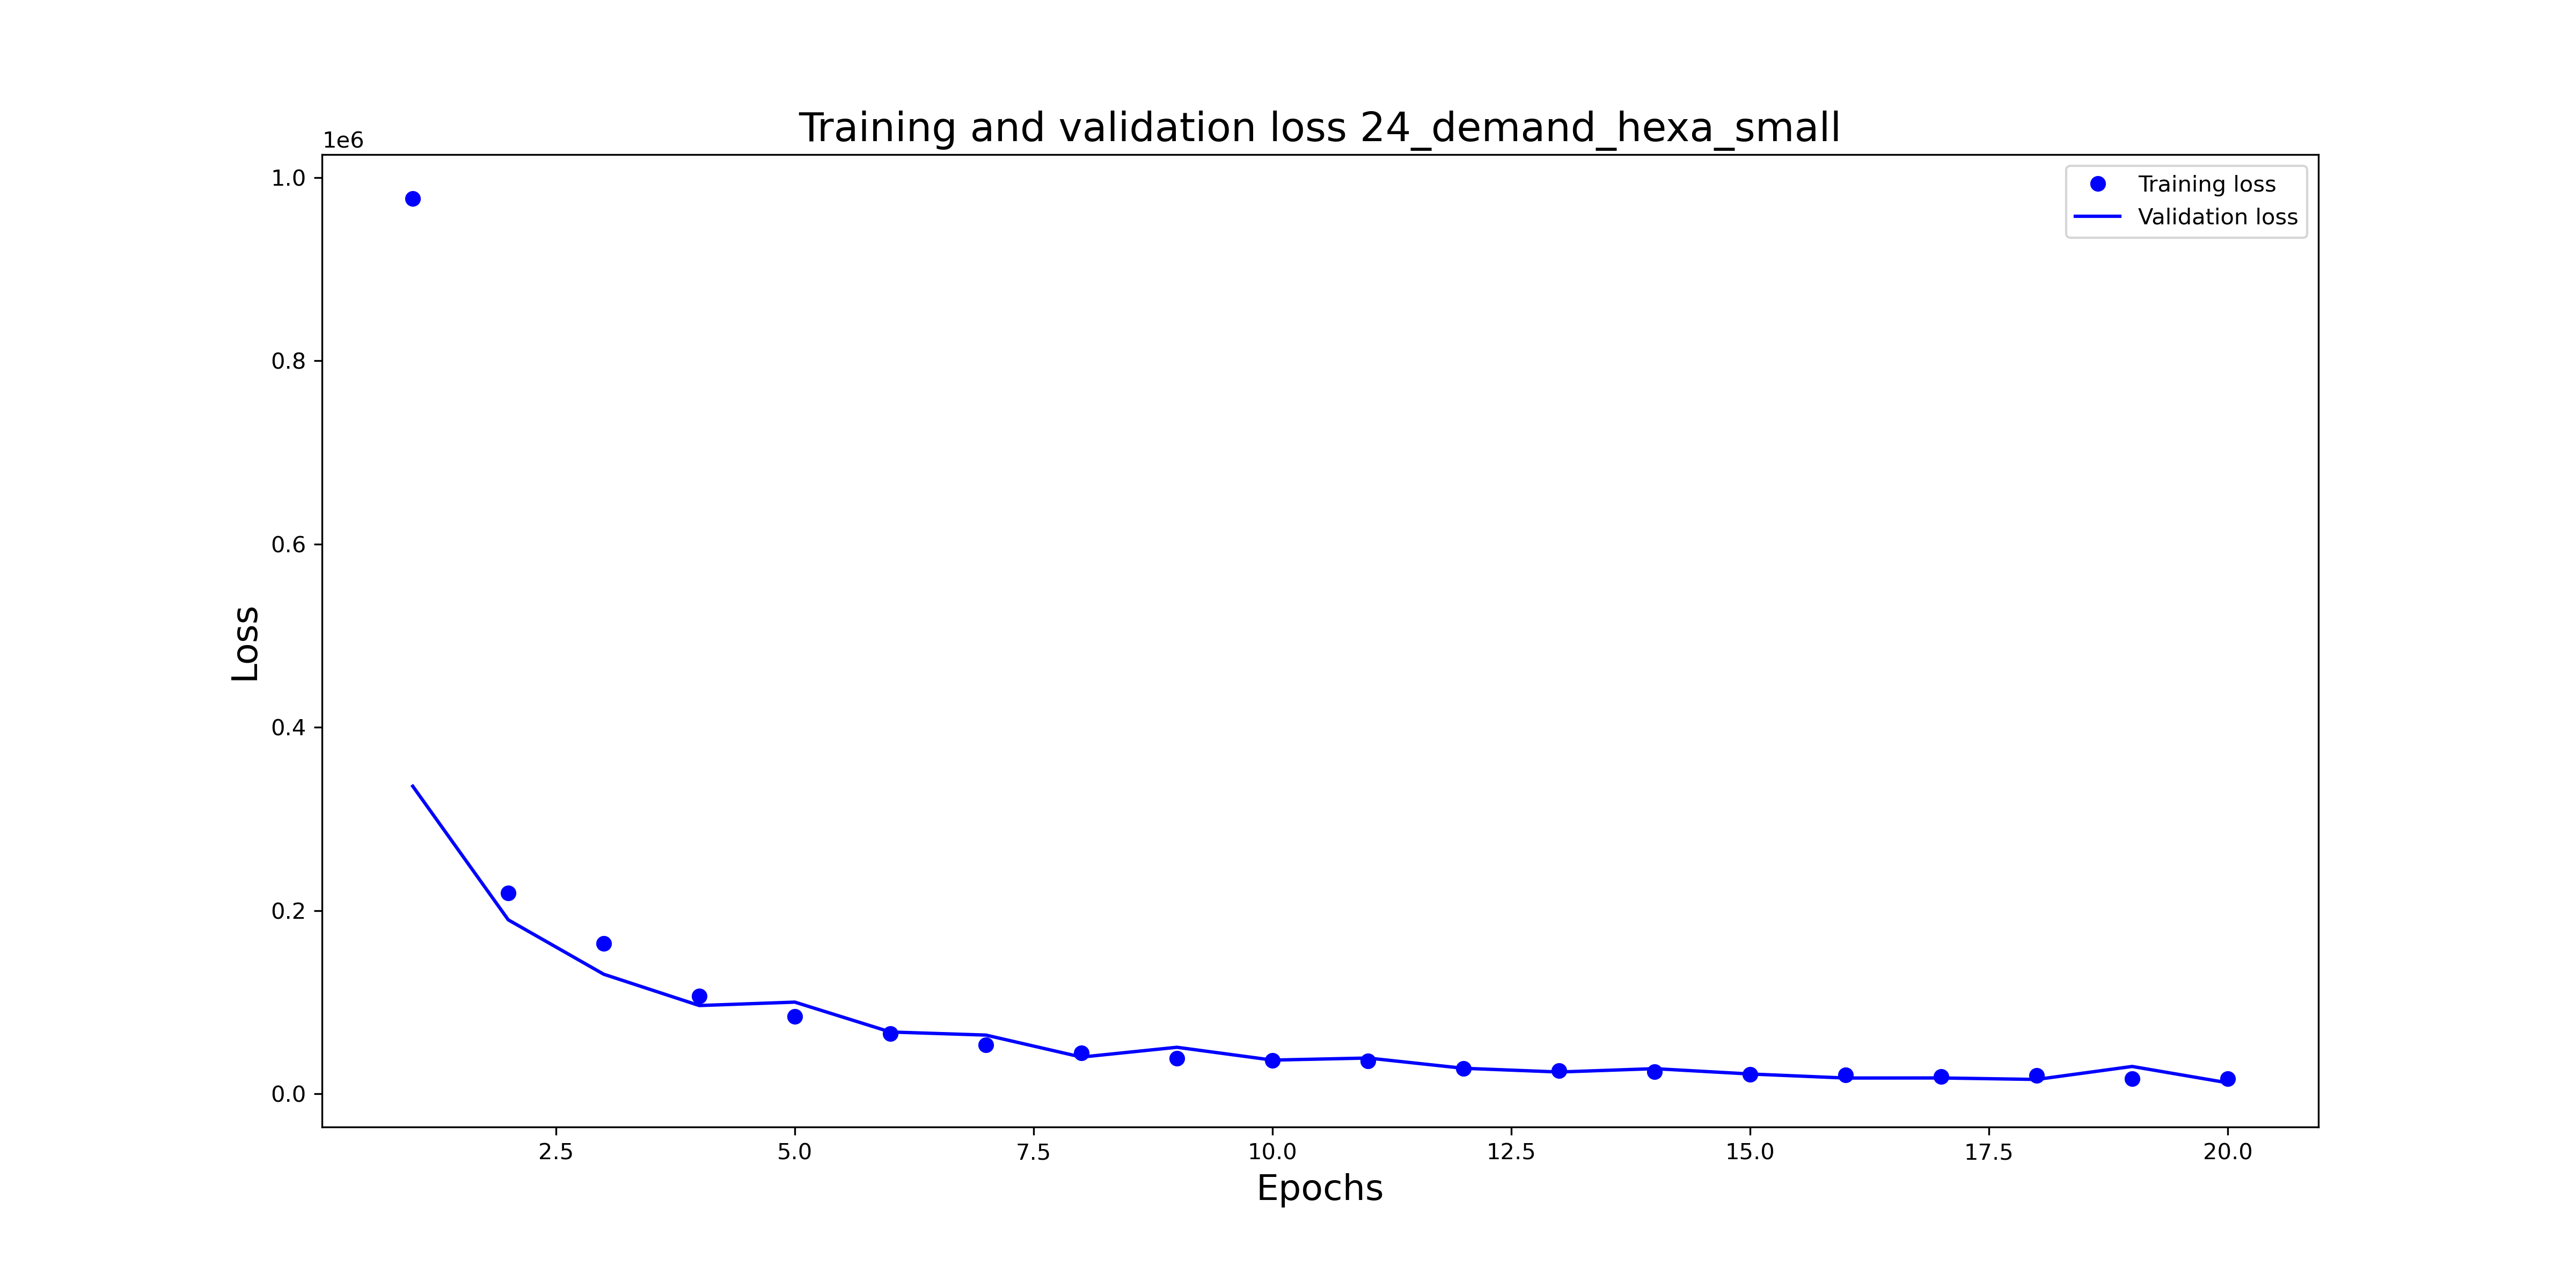 Training and validation loss 24_demand_hexa_small
1e6
Training loss
Validation loss
1.0
0.8
0.6
0.4
0.2
0.0
Loss
2.5 5.0 7.5 10.0 12.5 15.0 17.5 20.0
Epochs